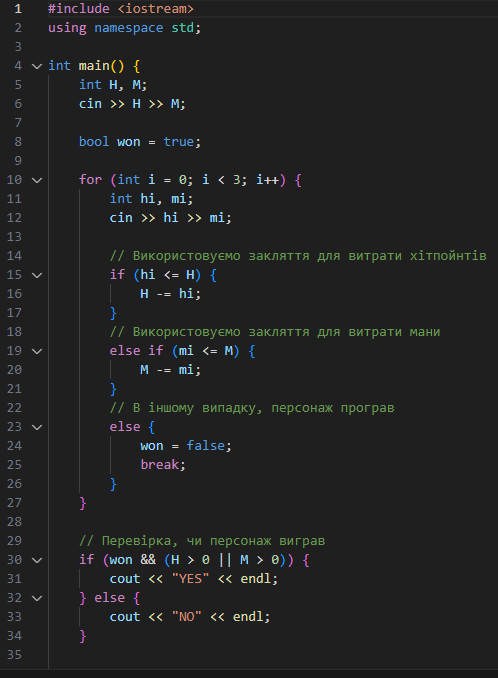 1 #include <iostream>
2 using namespace std;
3
4 int main() {
5     int H, M;
6     cin >> H >> M;
7
8     bool won = true;
9
10     for (int i = 0; i < 3; i++) {
11         int hi, mi;
12         cin >> hi >> mi;
13
14         // Використовуємо закляття для витрати хітпойнтів
15         if (hi <= H) {
16             H -= hi;
17         }
18         // Використовуємо закляття для витрати мани
19         else if (mi <= M) {
20             M -= mi;
21         }
22         // В іншому випадку, персонаж програв
23         else {
24             won = false;
25             break;
26         }
27     }
28
29     // Перевірка, чи персонаж виграв
30     if (won && (H > 0 || M > 0)) {
31         cout << "YES" << endl;
32     } else {
33         cout << "NO" << endl;
34     }
35